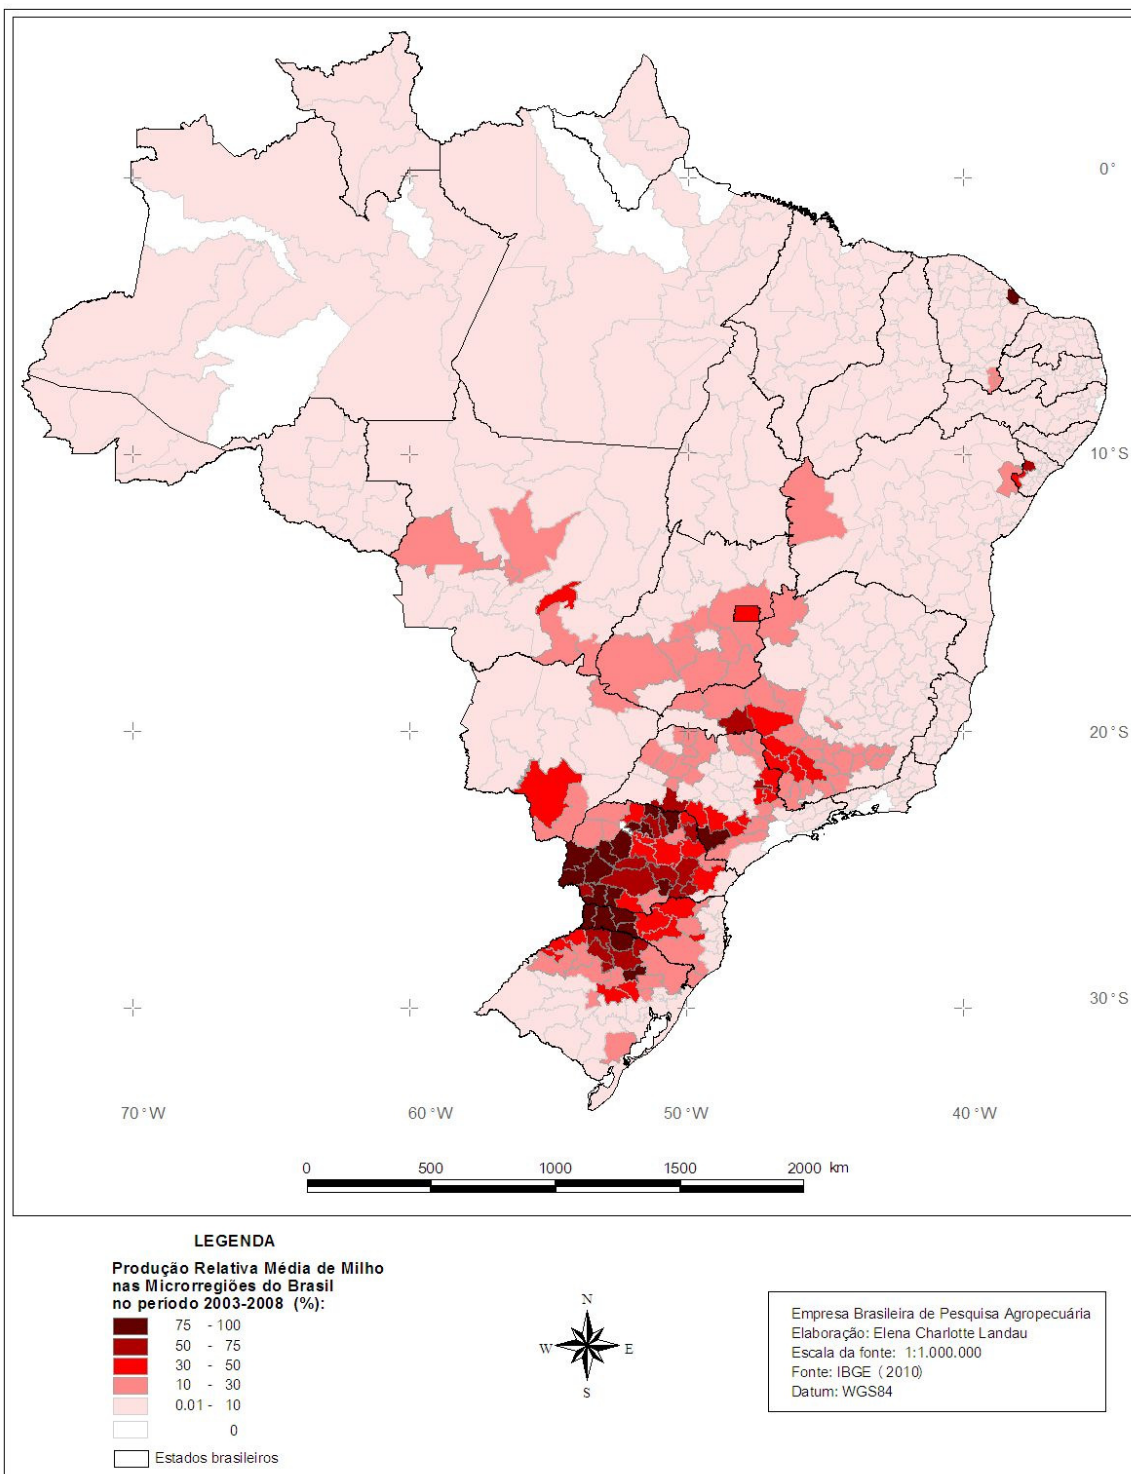 0°
10°S
20°S
30°S
70°W 60°W 50°W 40°W
0 500 1000 1500 2000 km
LEGENDA
Produção Relativa Média de Milho
nas Microrregiões do Brasil
no período 2003-2008 (%):
75 - 100
50 - 75
30 - 50
10 - 30
0.01 - 10
0
Estados brasileiros
N
W E
S
Empresa Brasileira de Pesquisa Agropecuária
Elaboração: Elena Charlotte Landau
Escala da fonte: 1:1.000.000
Fonte: IBGE (2010)
Datum: WGS84